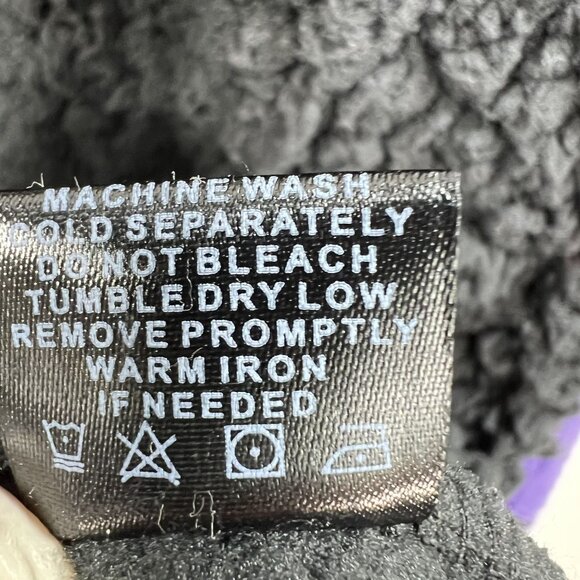 MACHINE WASH
COLD SEPARATELY
DO NOT BLEACH
TUMBLE DRY LOW
REMOVE PROMPTLY
WARM IRON
IF NEEDED